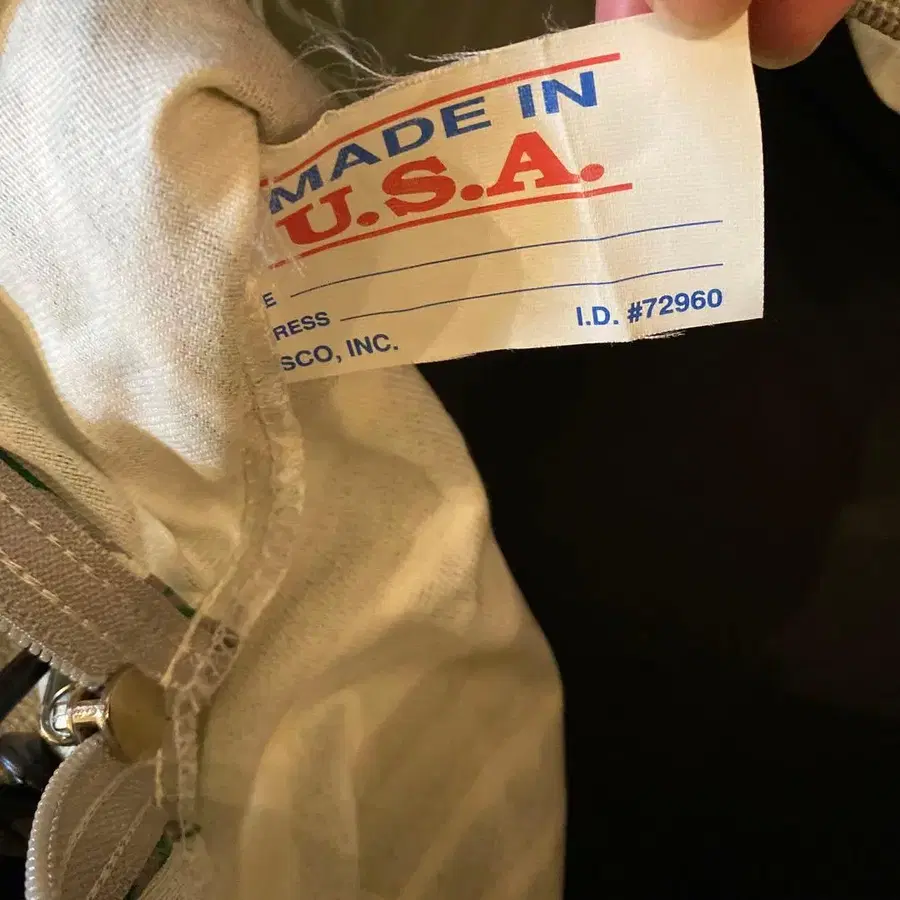 MADE IN
U.S.A.
E
RESS
SCO, INC. I.D. #72960